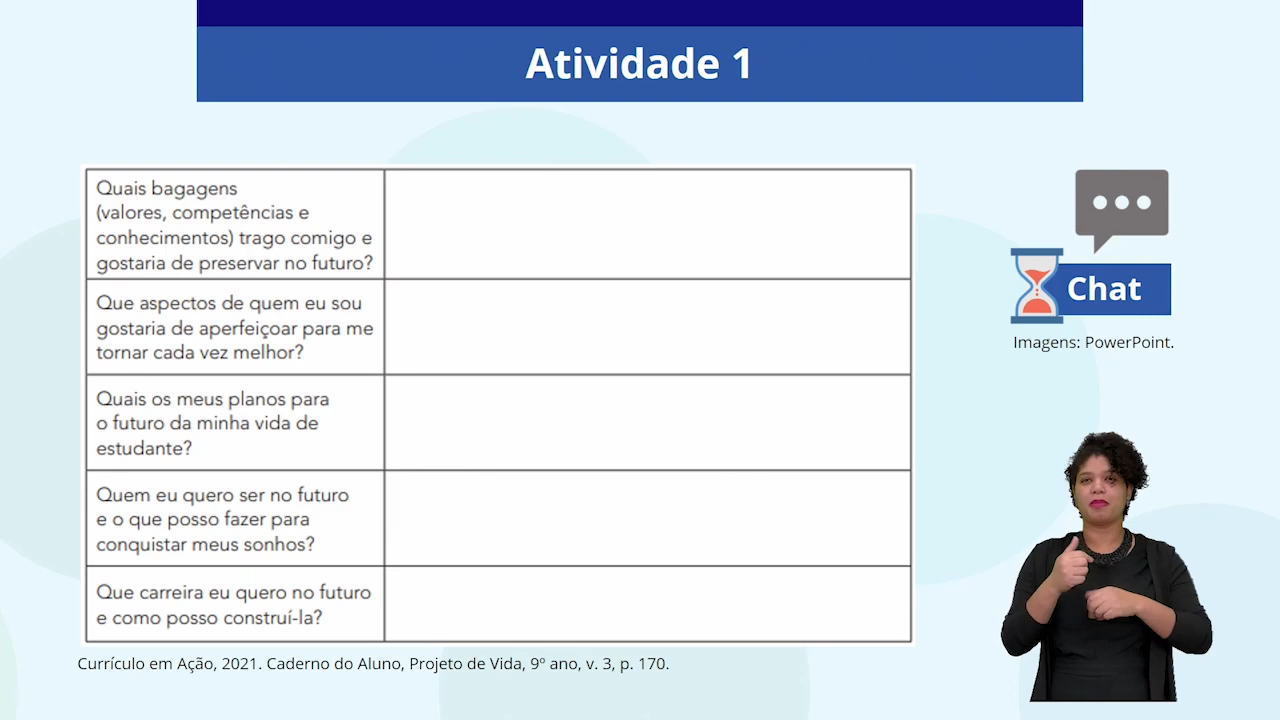 Atividade 1
Quais bagagens
(valores, competências e
conhecimentos) trago comigo e
gostaria de preservar no futuro?
Que aspectos de quem eu sou
gostaria de aperfeiçoar para me
tornar cada vez melhor?
Quais os meus planos para
o futuro da minha vida de
estudante?
Quem eu quero ser no futuro
e o que posso fazer para
conquistar meus sonhos?
Que carreira eu quero no futuro
e como posso construí-la?
Currículo em Ação, 2021. Caderno do Aluno, Projeto de Vida, 9º ano, v. 3, p. 170.
Chat
Imagens: PowerPoint.